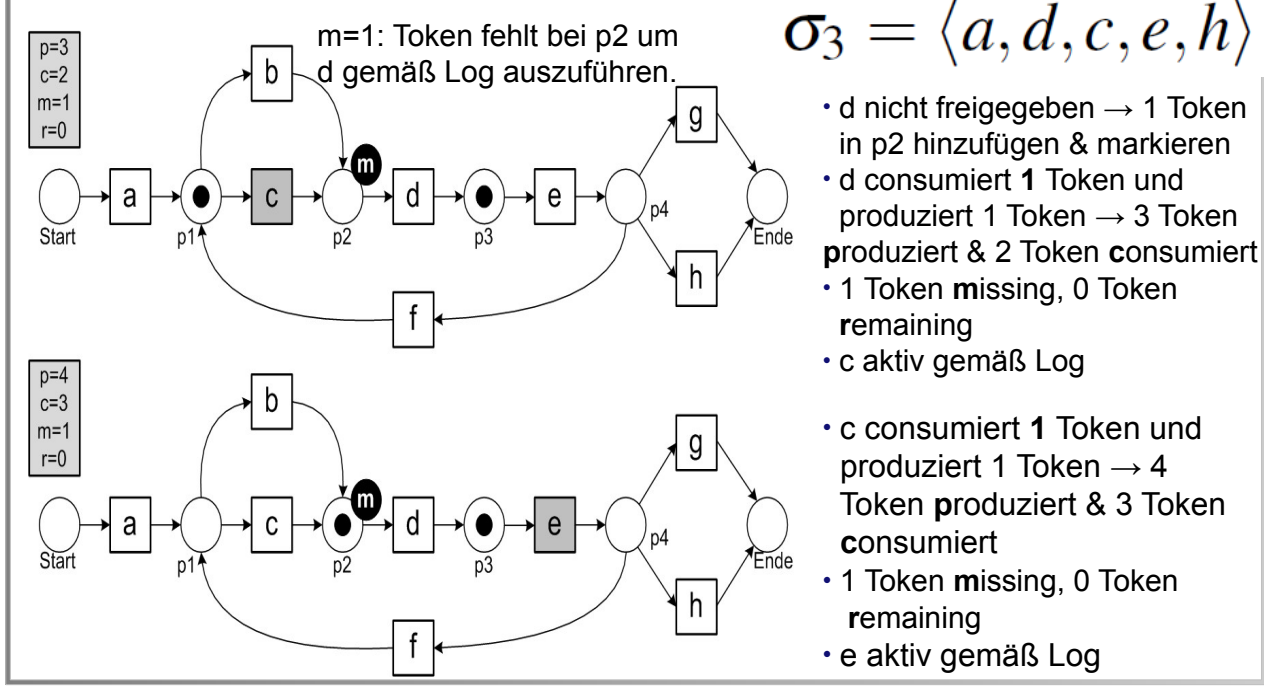 m=1: Token fehlt bei p2 um
d gemäß Log auszuführen.
σ3 = ⟨a, d, c, e, h⟩
p=3
c=2
m=1
r=0
b
g
m
a
c
d
e
Start
p1
p2
p3
p4
Ende
h
f
• d nicht freigegeben → 1 Token
in p2 hinzufügen & markieren
• d consumiert 1 Token und
produziert 1 Token → 3 Token
produziert & 2 Token consumiert
• 1 Token missing, 0 Token
remaining
• c aktiv gemäß Log
p=4
c=3
m=1
r=0
b
g
m
a
c
d
e
Start
p1
p2
p3
p4
Ende
h
f
• c consumiert 1 Token und
produziert 1 Token → 4
Token produziert & 3 Token
consumiert
• 1 Token missing, 0 Token
remaining
• e aktiv gemäß Log